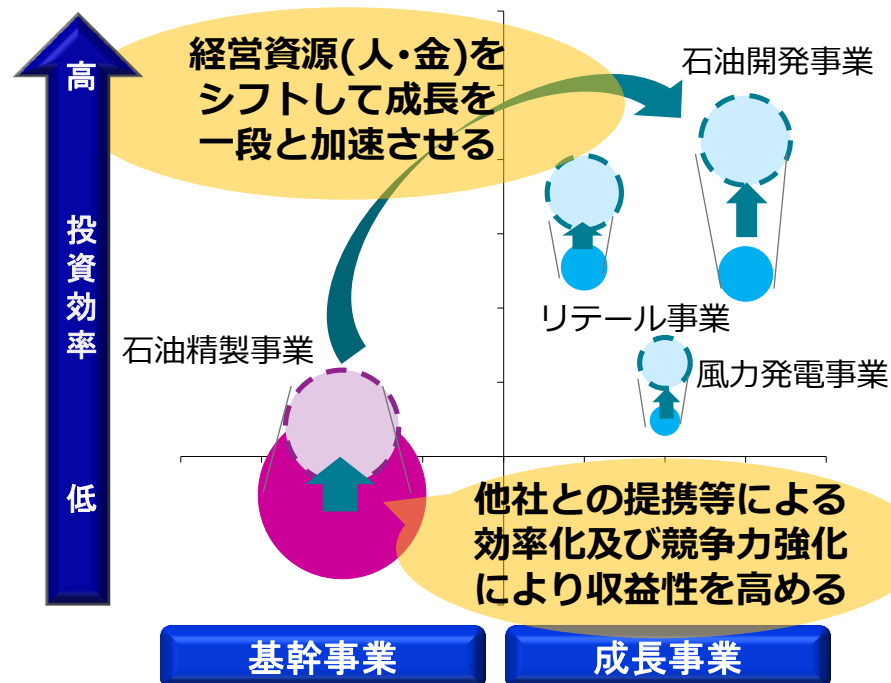 高
投資効率
低
経営資源(人・金)を
シフトして成長を
一段と加速させる
石油開発事業
リテール事業
石油精製事業
風力発電事業
他社との提携等による
効率化及び競争力強化
により収益性を高める
基幹事業
成長事業